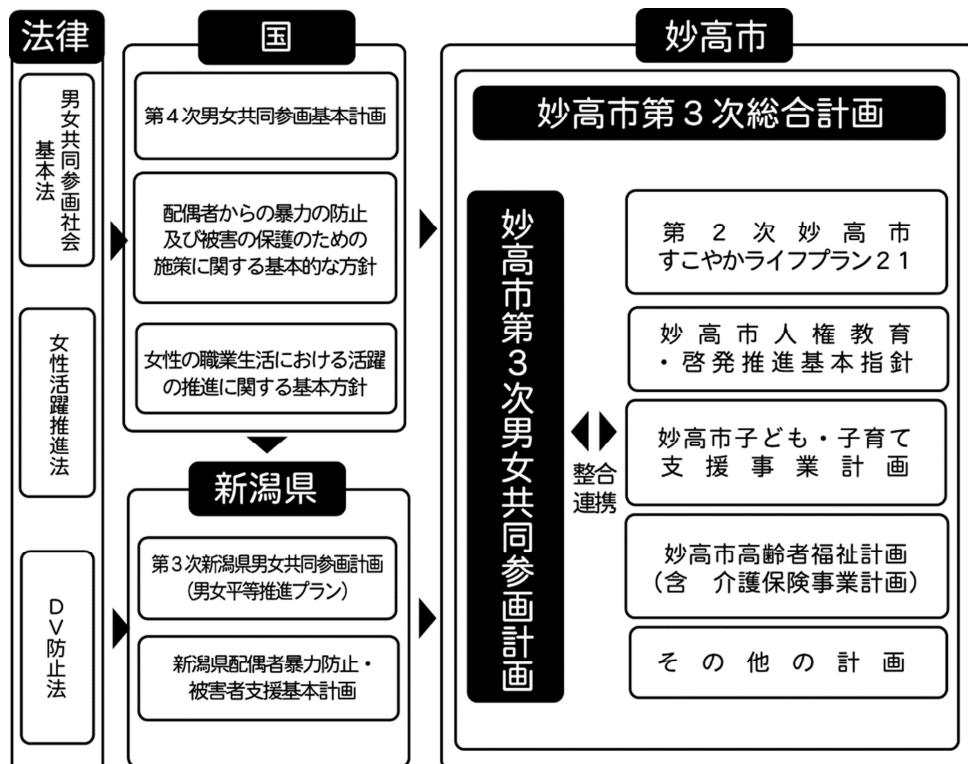 法律
男女共同参画社会
基本法
女性活躍推進法
DV防止法
国
第4次男女共同参画基本計画
配偶者からの暴力の防止
及び被害の保護のための
施策に関する基本的な方針
女性の職業生活における活躍
の推進に関する基本方針
新潟県
第3次新潟県男女共同参画計画
(男女平等推進プラン)
新潟県配偶者暴力防止・
被害者支援基本計画
妙高市
妙高市第3次総合計画
妙高市第3次男女共同参画計画
整合
連携
第2次妙高市
すこやかライフプラン21
妙高市人権教育
・啓発推進基本指針
妙高市子ども・子育て
支援事業計画
妙高市高齢者福祉計画
(含 介護保険事業計画)
その他の計画